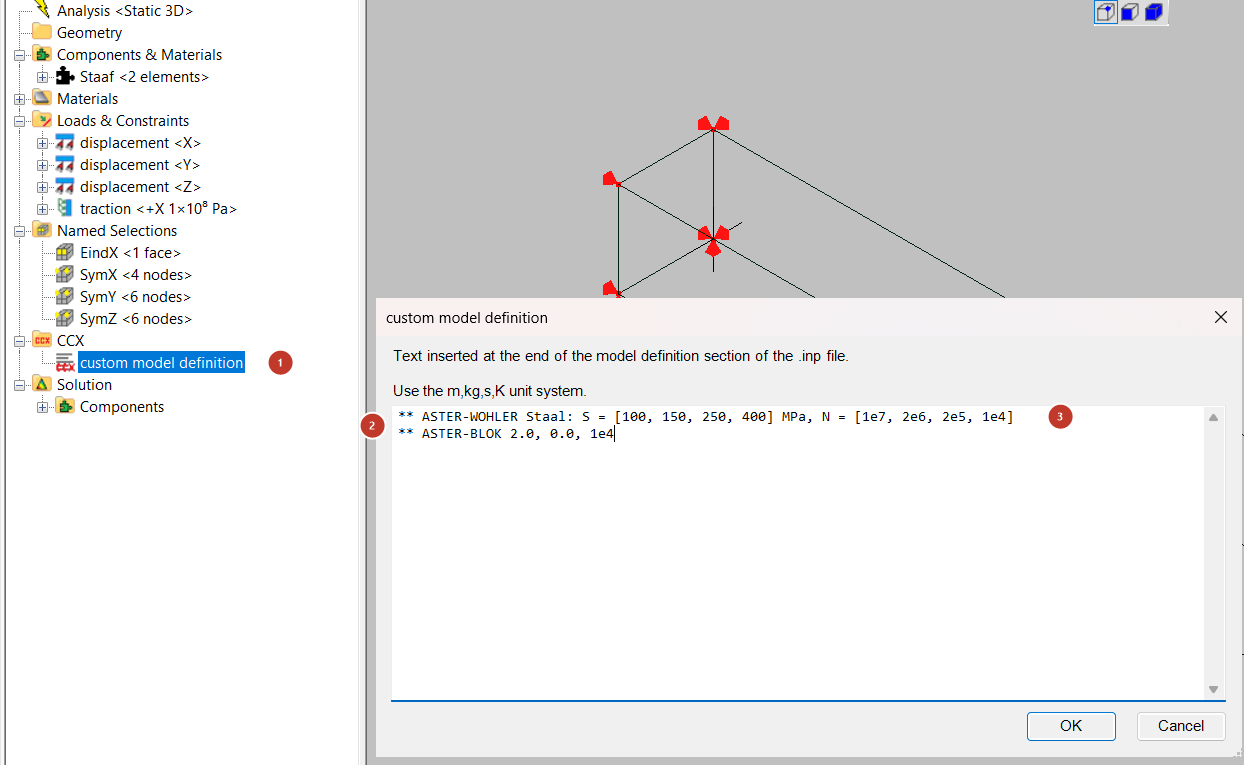 Analysis <Static 3D>
Geometry
Components & Materials
Staaf <2 elements>
Materials
Loads & Constraints
displacement <X>
displacement <Y>
displacement <Z>
traction <+X 1×10⁸ Pa>
Named Selections
EindX <1 face>
SymX <4 nodes>
SymY <6 nodes>
SymZ <6 nodes>
CCX
CCX
custom model definition
CCX
1
Solution
Components
custom model definition
Text inserted at the end of the model definition section of the .inp file.
Use the m,kg,s,K unit system.
** ASTER-WOHLER Staal: S = [100, 150, 250, 400] MPa, N = [1e7, 2e6, 2e5, 1e4]
3
2
** ASTER-BLOK 2.0, 0.0, 1e4
OK
Cancel